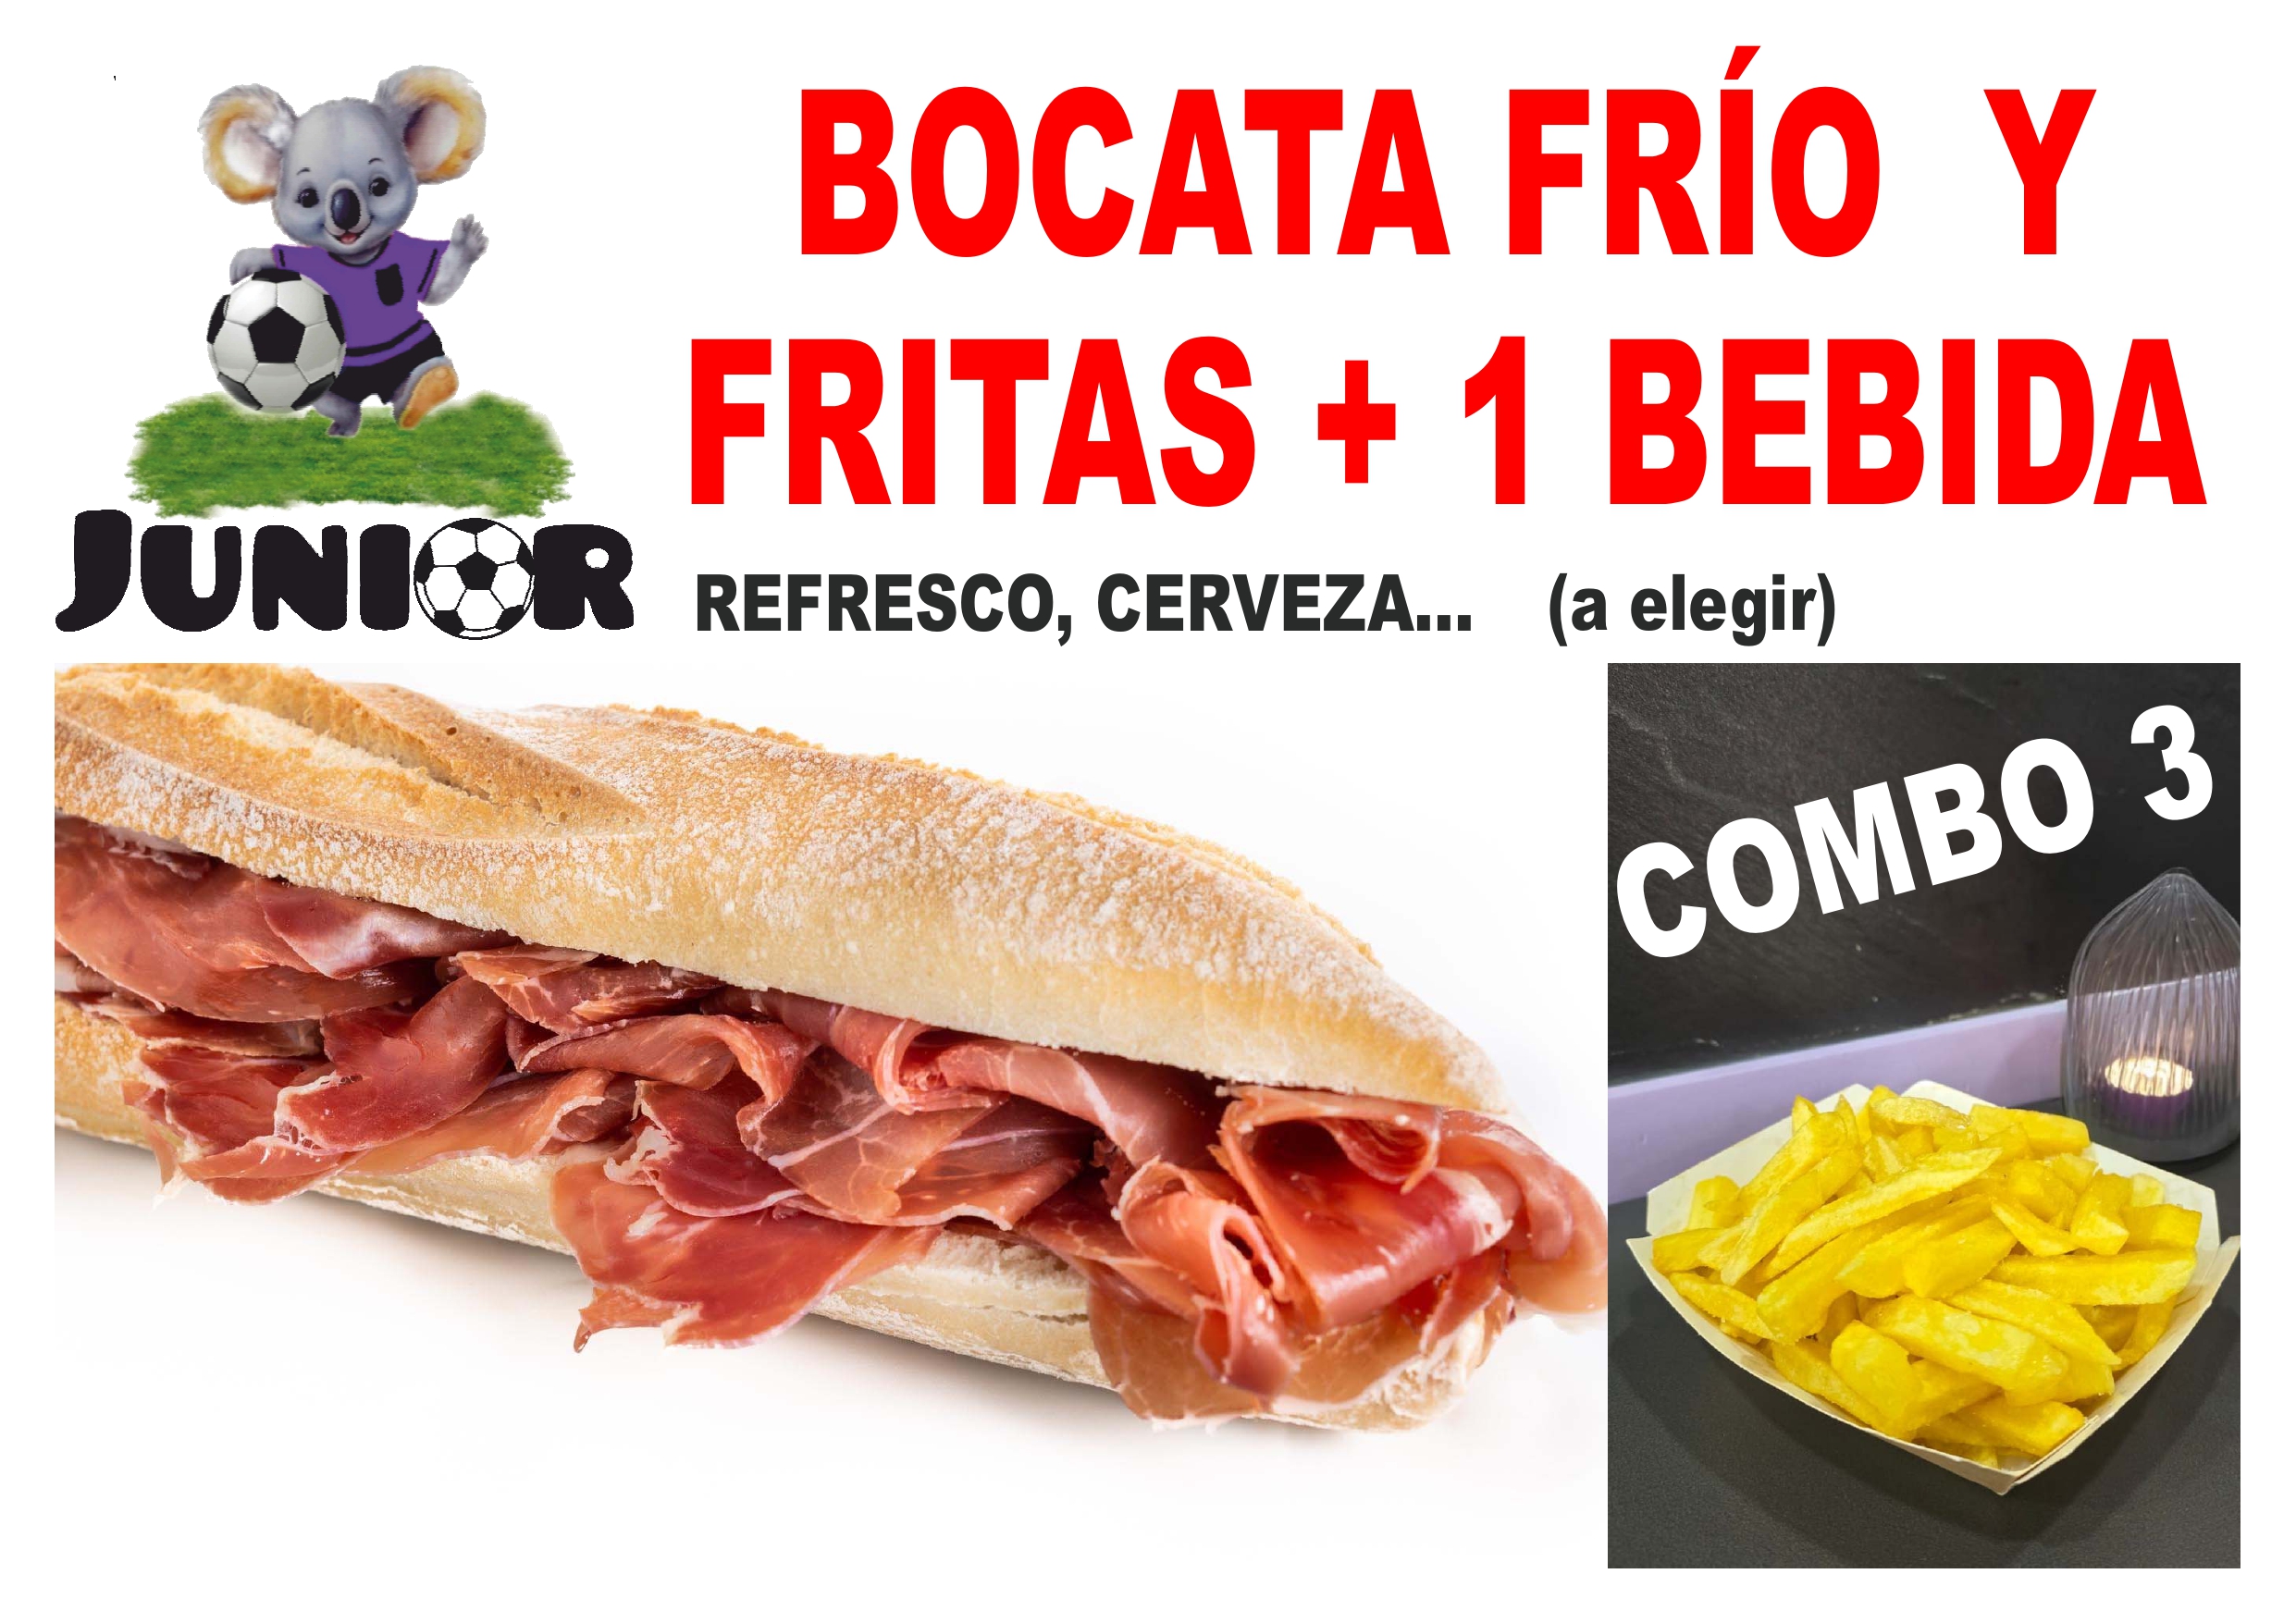 BOCATA FRÍO Y
FRITAS + 1 BEBIDA
JUNIOR
REFRESCO, CERVEZA... (a elegir)
COMBO 3